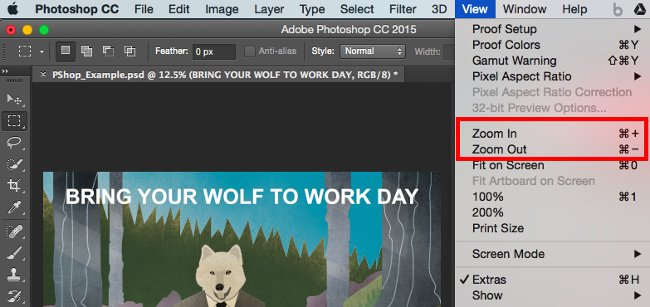 Photoshop CC File Edit Image Layer Type Select Filter 3D View Window Help
Adobe Photoshop CC 2015
Feather: 0 px Anti-alias Style: Normal Width:
× PShop_Example.psd @ 12.5% (BRING YOUR WOLF TO WORK DAY, RGB/8) *
BRING YOUR WOLF TO WORK DAY
Proof Setup
Proof Colors ⌘Y
Gamut Warning ⇧⌘Y
Pixel Aspect Ratio
Pixel Aspect Ratio Correction
32-bit Preview Options...
Zoom In ⌘+
Zoom Out ⌘−
Fit on Screen ⌘0
Fit Artboard on Screen
100% ⌘1
200%
Print Size
Screen Mode
✓ Extras ⌘H
Show